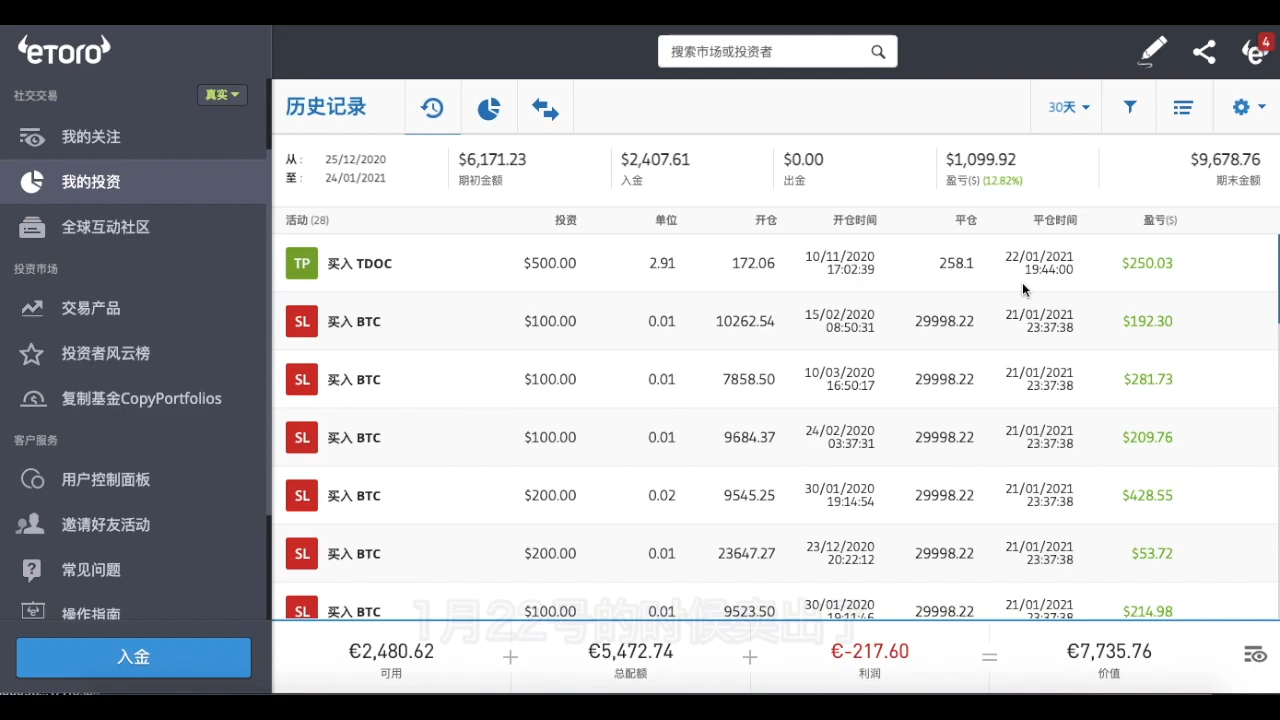 eTORO
搜索市场或投资者
4
社交交易
真实
我的关注
我的投资
全球互动社区
投资市场
交易产品
投资者风云榜
复制基金CopyPortfolios
客户服务
用户控制面板
邀请好友活动
常见问题
操作指南
入金
历史记录
30天
从: 25/12/2020
至: 24/01/2021
$6,171.23
期初金额
$2,407.61
入金
$0.00
出金
$1,099.92
盈亏($) (12.82%)
$9,678.76
期末金额
活动 (28) 投资 单位 开仓 开仓时间 平仓 平仓时间 盈亏($)
TP 买入 TDOC $500.00 2.91 172.06 10/11/2020 17:02:39 258.1 22/01/2021 19:44:00 $250.03
SL 买入 BTC $100.00 0.01 10262.54 15/02/2020 08:50:31 29998.22 21/01/2021 23:37:38 $192.30
SL 买入 BTC $100.00 0.01 7858.50 10/03/2020 16:50:17 29998.22 21/01/2021 23:37:38 $281.73
SL 买入 BTC $100.00 0.01 9684.37 24/02/2020 03:37:31 29998.22 21/01/2021 23:37:38 $209.76
SL 买入 BTC $200.00 0.02 9545.25 30/01/2020 19:14:54 29998.22 21/01/2021 23:37:38 $428.55
SL 买入 BTC $200.00 0.01 23647.27 23/12/2020 20:22:12 29998.22 21/01/2021 23:37:38 $53.72
SL 买入 BTC $100.00 0.01 9523.50 30/01/2020 19:11:46 29998.22 21/01/2021 23:37:38 $214.98
1月22号的时候卖出了
€2,480.62 + €5,472.74 + €-217.60 = €7,735.76
可用 总配额 利润 价值